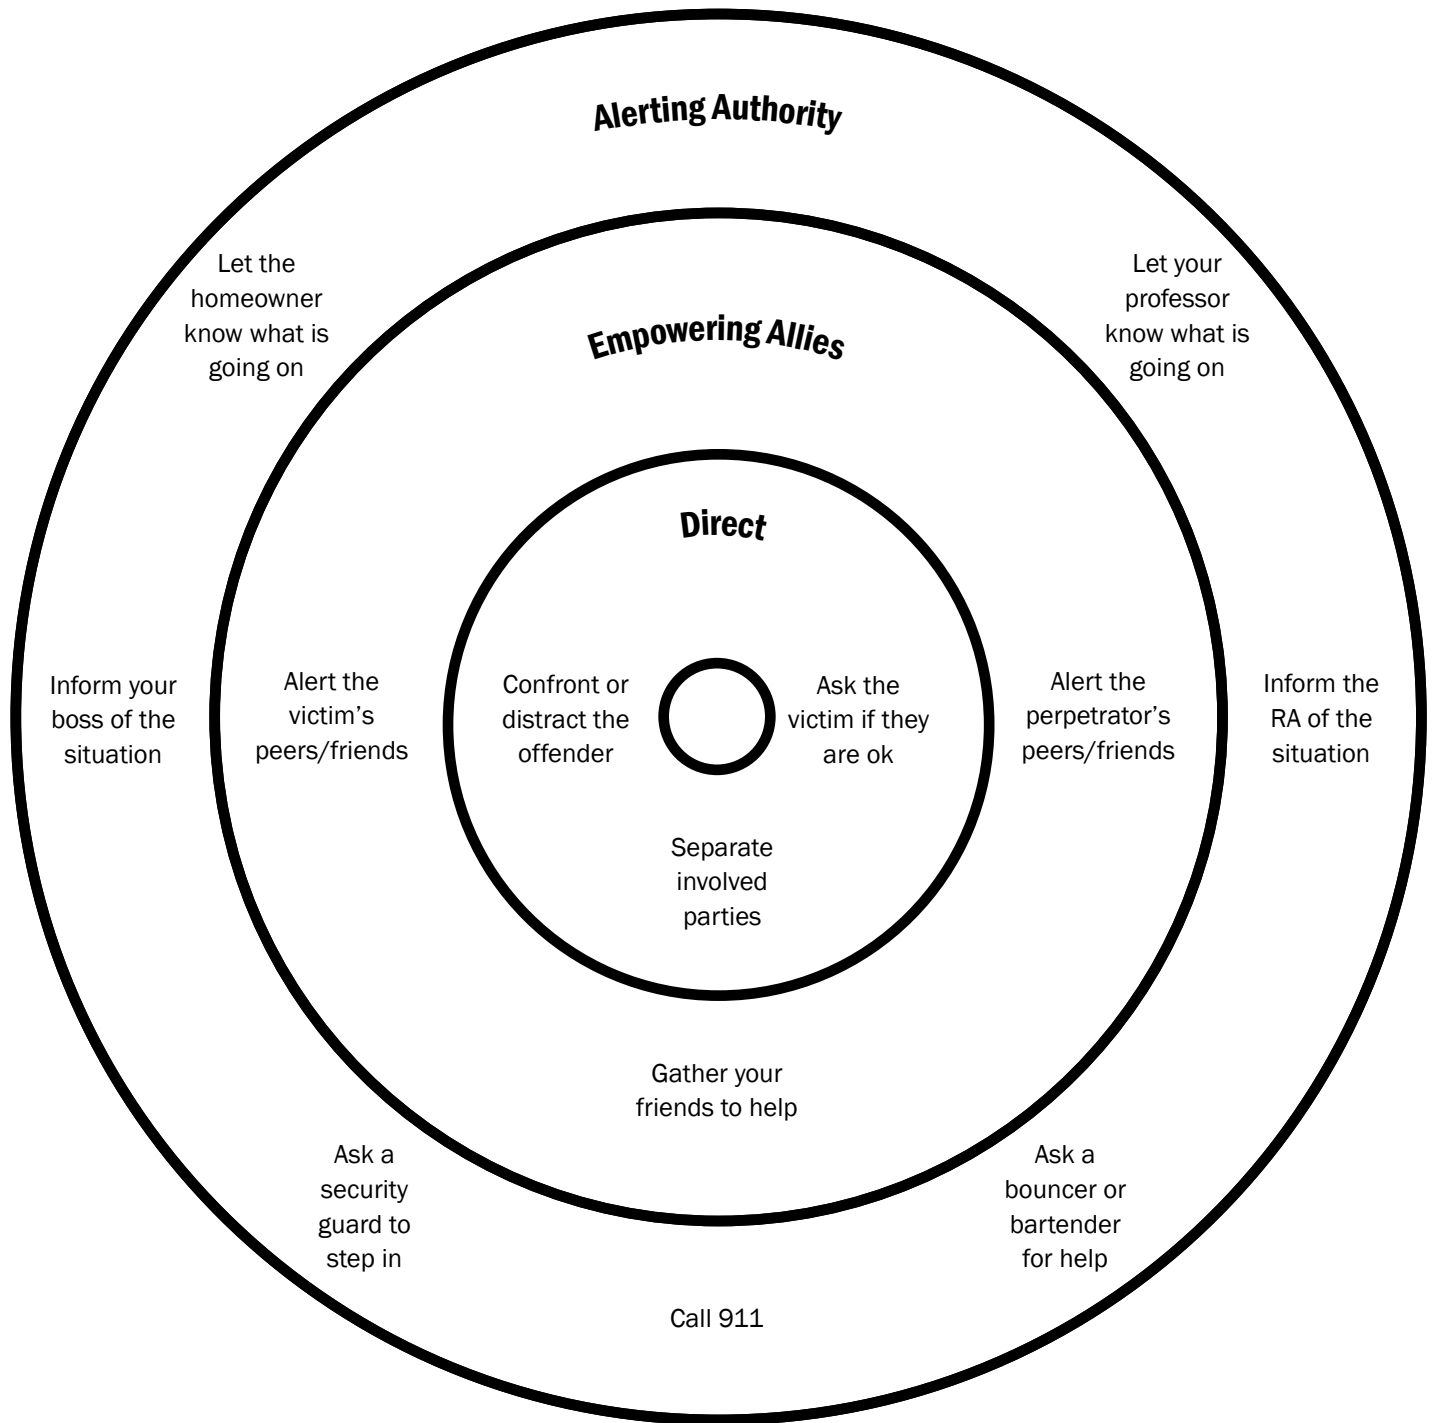 Alerting Authority
Let the
homeowner
know what is
going on
Let your
professor
know what is
going on
Empowering Allies
Direct
Inform your
boss of the
situation
Alert the
victim’s
peers/friends
Confront or
distract the
offender
Ask the
victim if they
are ok
Alert the
perpetrator’s
peers/friends
Inform the
RA of the
situation
Separate
involved
parties
Gather your
friends to help
Ask a
security
guard to
step in
Ask a
bouncer or
bartender
for help
Call 911